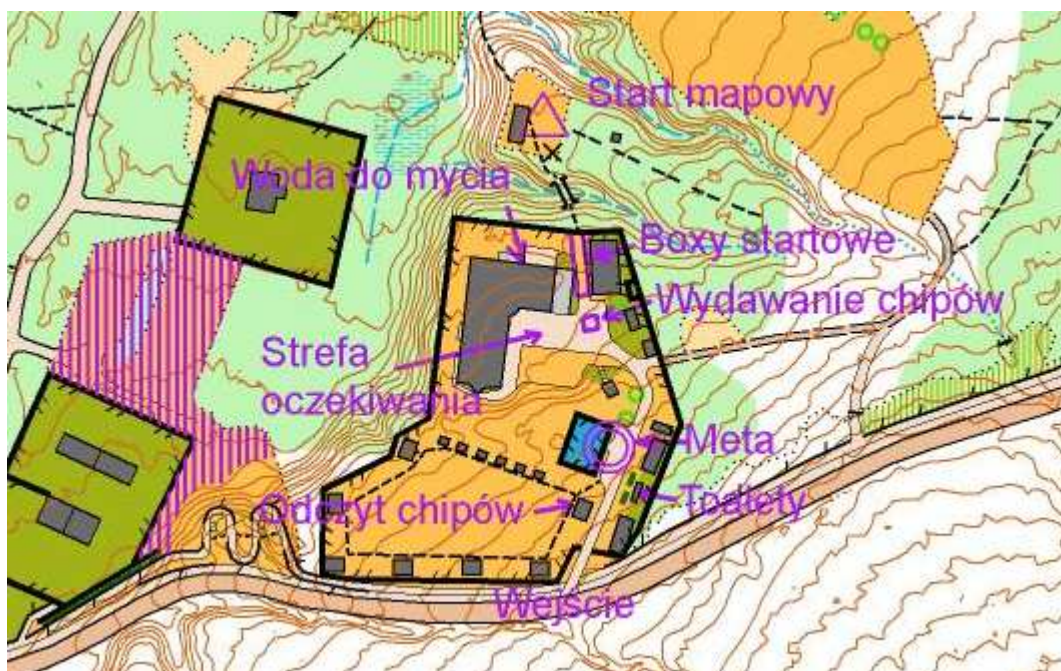 Start mapowy
Woda do mycia
Boxy startowe
Wydawanie chipów
Strefa
oczekiwania
Meta
Odczyt chipów
Toalety
Wejście